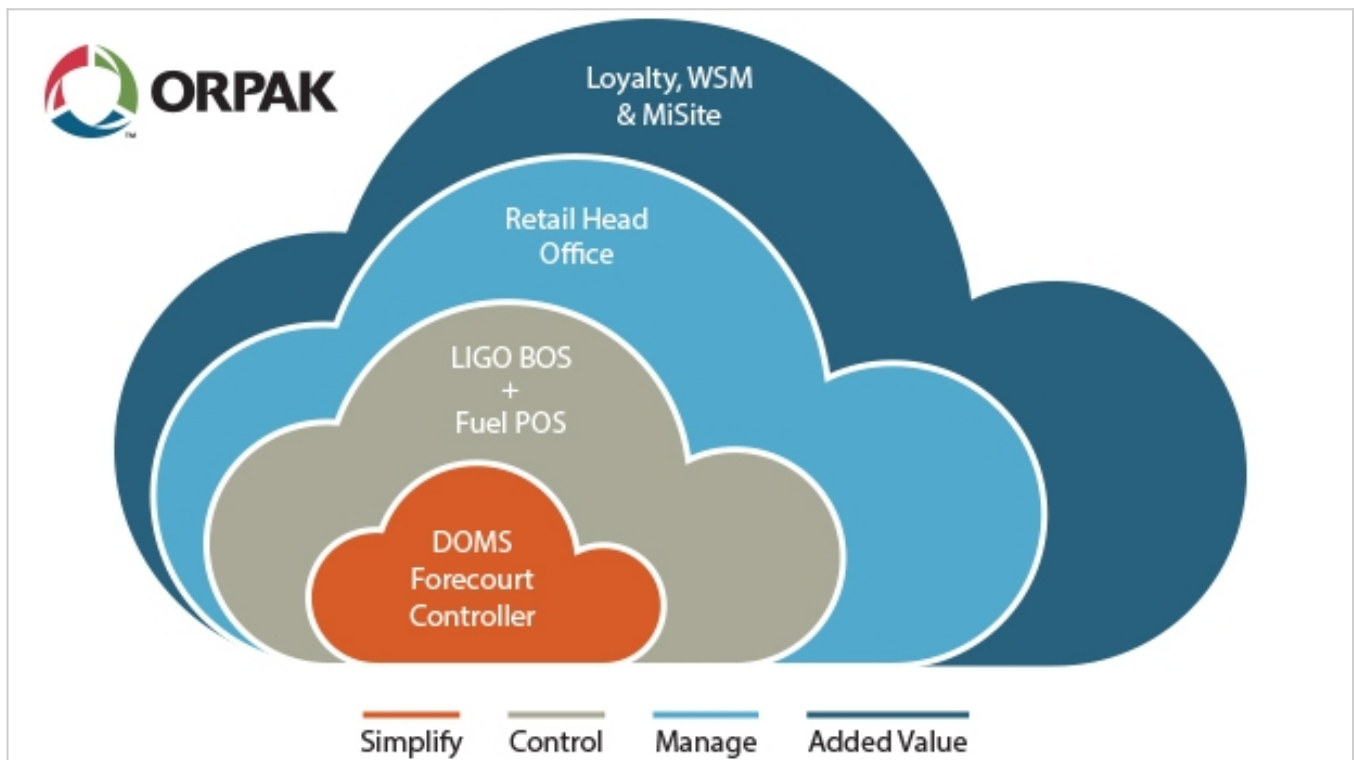 ORPAK
TM
Loyalty, WSM
& MiSite
Retail Head
Office
LIGO BOS
+
Fuel POS
DOMS
Forecourt
Controller
Simplify Control Manage Added Value